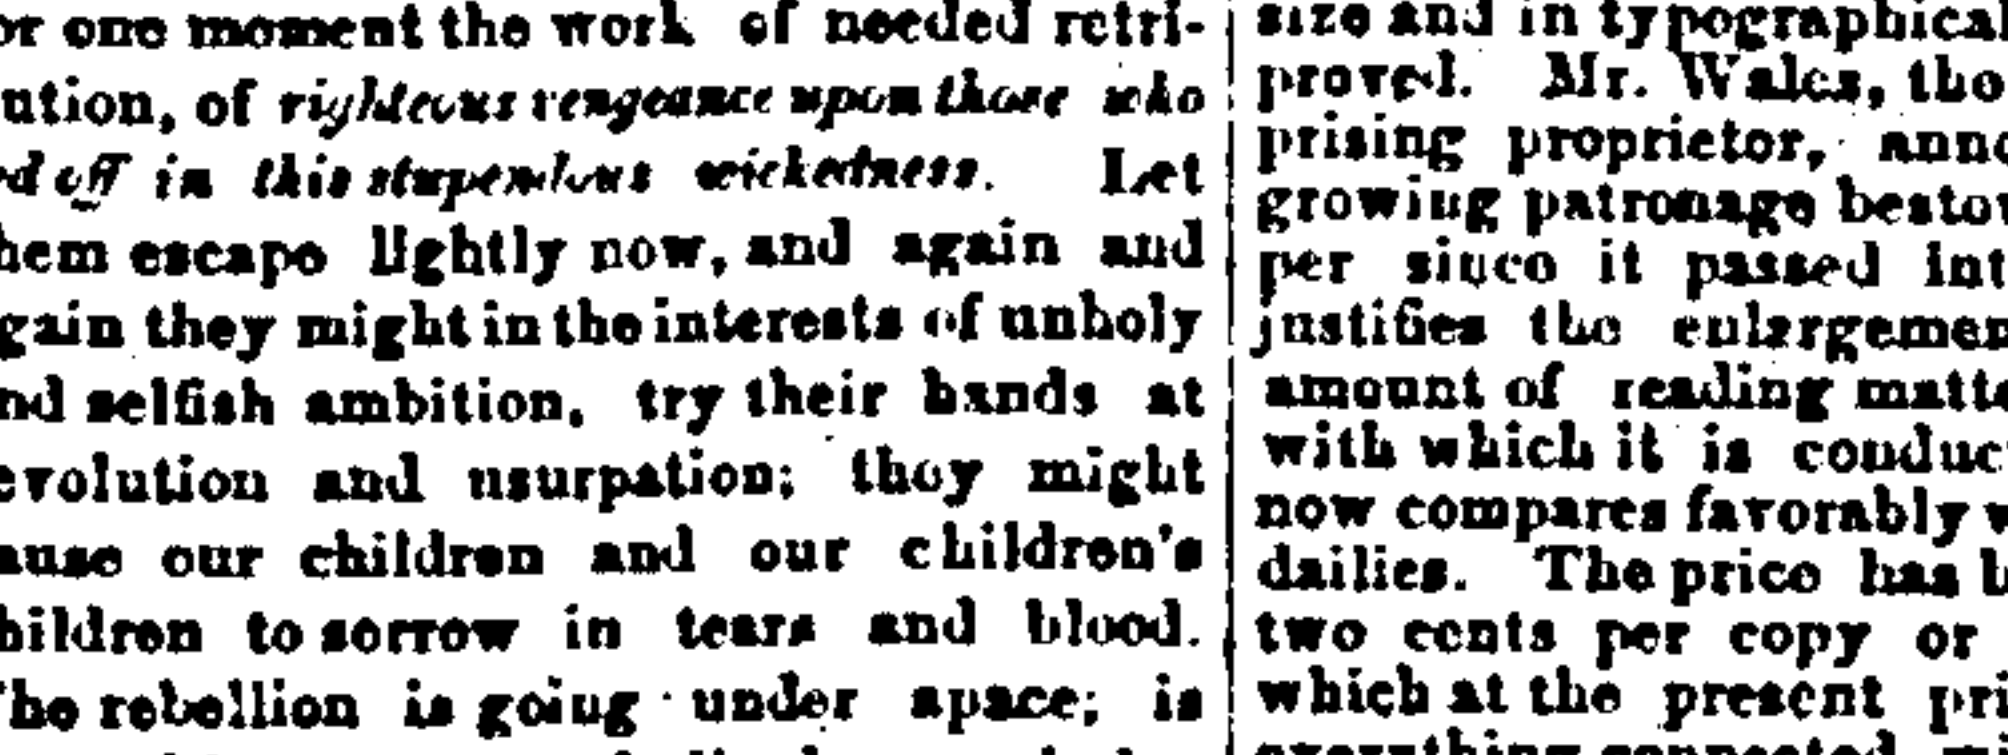 or one moment the work of needed retri-
ution, of righteous vengeance upon those who
d off in this stupendous wickedness. Let
hem escape lightly now, and again and
gain they might in the interests of unholy
nd selfish ambition, try their hands at
evolution and usurpation; they might
ause our children and our children's
hildren to sorrow in tears and blood.
The rebellion is going under apace; is
size and in typographical
proved. Mr. Wales, the
prising proprietor, anno
growing patronage besto
per since it passed int
justifies the enlargemen
amount of reading matte
with which it is conduc
now compares favorably w
dailies. The price has b
two cents per copy or
which at the present pri
everything connected